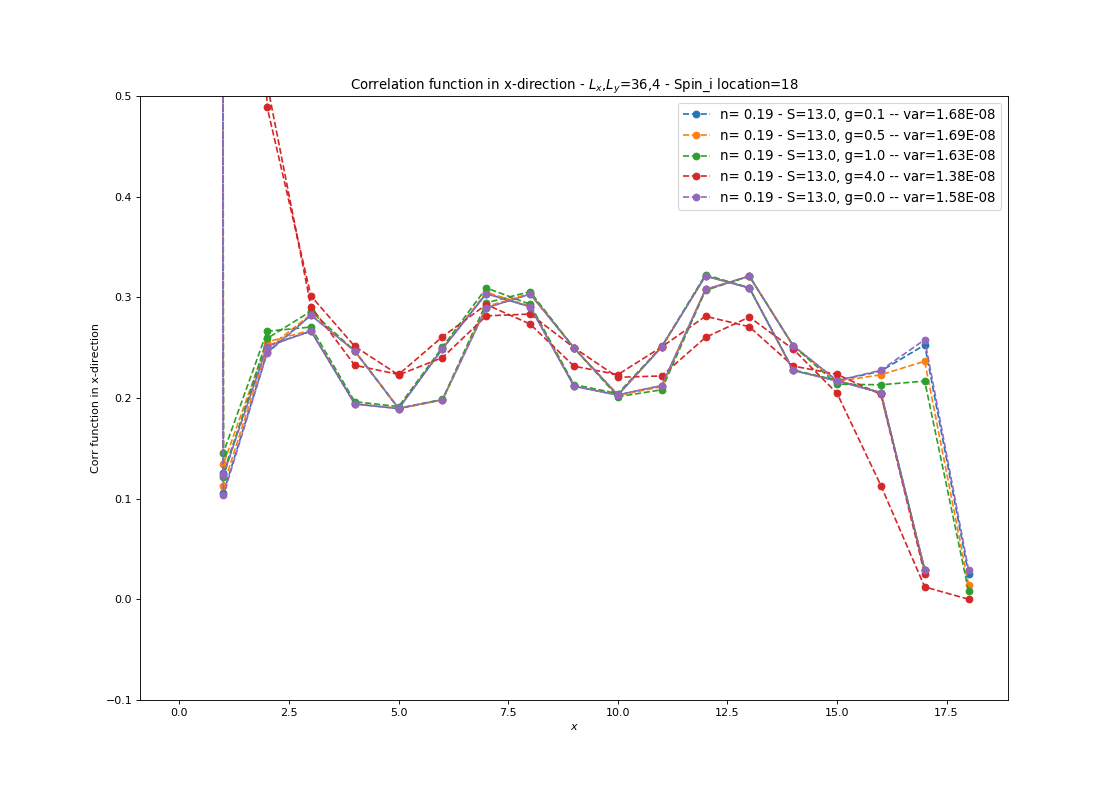 Correlation function in x-direction - Lx,Ly=36,4 - Spin_i location=18
n= 0.19 - S=13.0, g=0.1 -- var=1.68E-08
n= 0.19 - S=13.0, g=0.5 -- var=1.69E-08
n= 0.19 - S=13.0, g=1.0 -- var=1.63E-08
n= 0.19 - S=13.0, g=4.0 -- var=1.38E-08
n= 0.19 - S=13.0, g=0.0 -- var=1.58E-08
Corr function in x-direction
0.5
0.4
0.3
0.2
0.1
0.0
−0.1
0.0 2.5 5.0 7.5 10.0 12.5 15.0 17.5
x